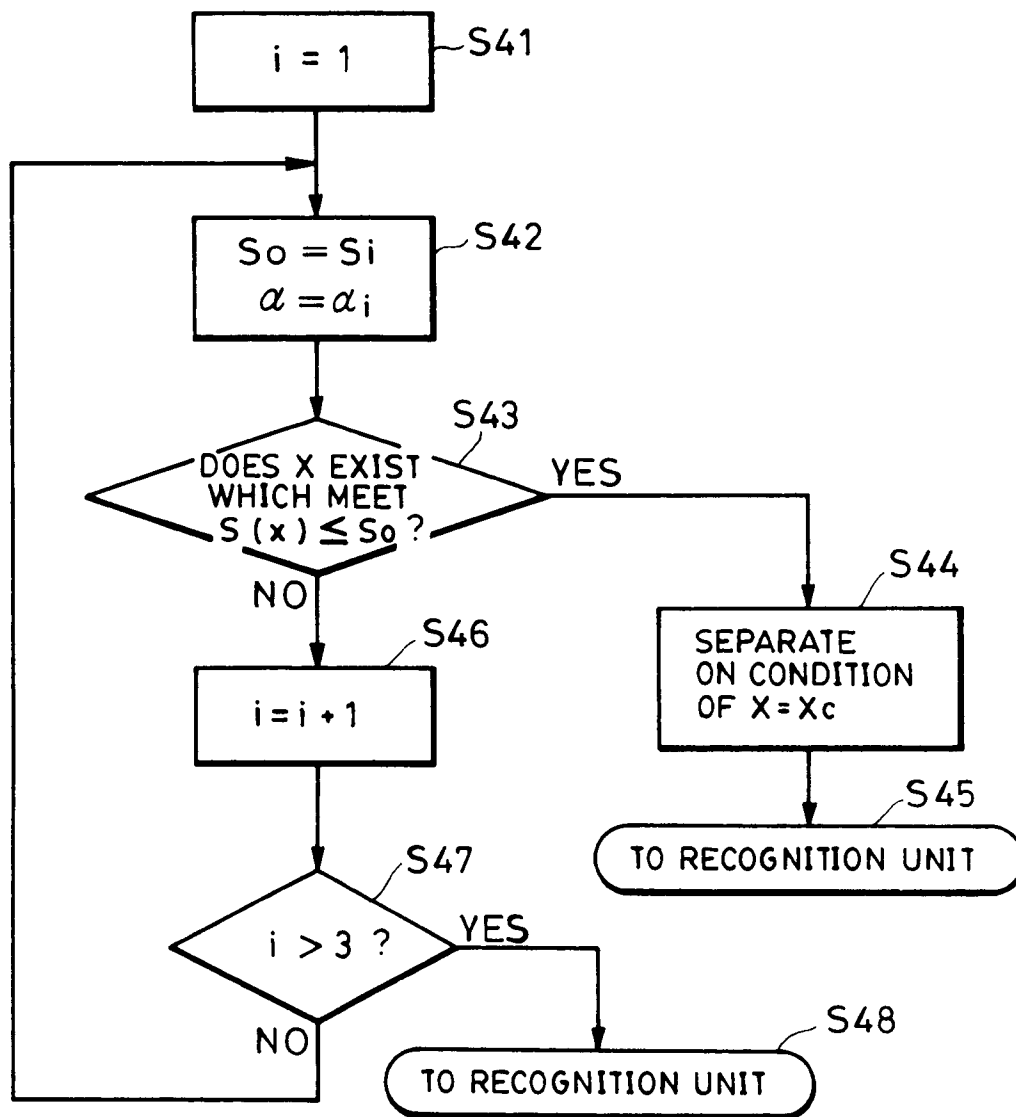 i = 1
S41
So = Si
α = αi
S42
S43
DOES X EXIST
WHICH MEET
S (x) ≦ So ?
YES
NO
S44
SEPARATE
ON CONDITION
OF X = Xc
S46
i = i + 1
S45
TO RECOGNITION UNIT
S47
i > 3 ?
YES
NO
S48
TO RECOGNITION UNIT